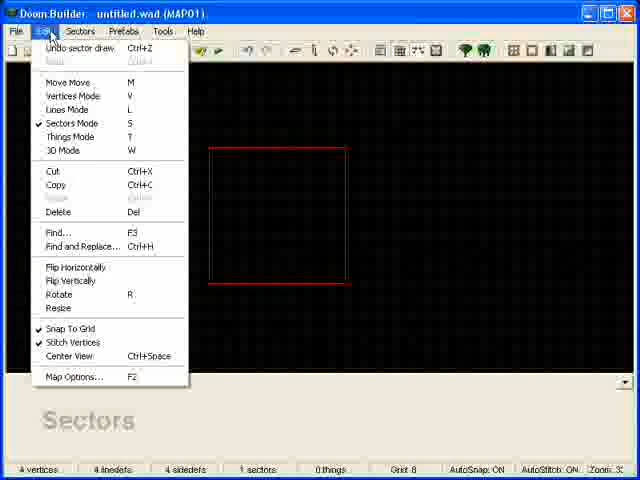 Doom Builder - untitled.wad (MAP01)
File Edit Sectors Prefabs Tools Help
Undo sector draw Ctrl+Z
Move Mode M
Vertices Mode V
Lines Mode L
Sectors Mode S
Things Mode T
3D Mode W
Cut Ctrl+X
Copy Ctrl+C
Delete Del
Find... F3
Find and Replace... Ctrl+H
Flip Horizontally
Flip Vertically
Rotate R
Resize
Snap To Grid
Stitch Vertices
Center View Ctrl+Space
Map Options... F2
Sectors
4 vertices 4 linedefs 4 sidedefs 1 sectors 0 things Grid: 8 AutoSnap: ON AutoStitch: ON Zoom: